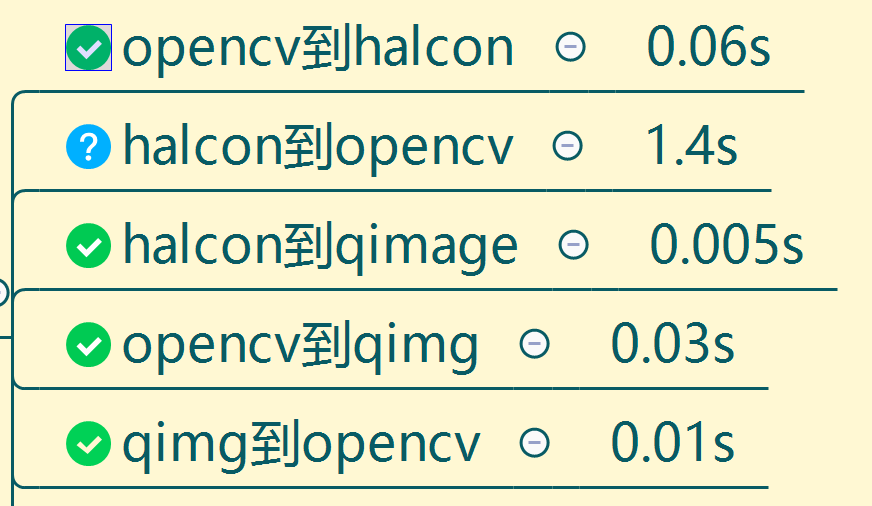 opencv到halcon 0.06s
halcon到opencv 1.4s
halcon到qimage 0.005s
opencv到qimg 0.03s
qimg到opencv 0.01s